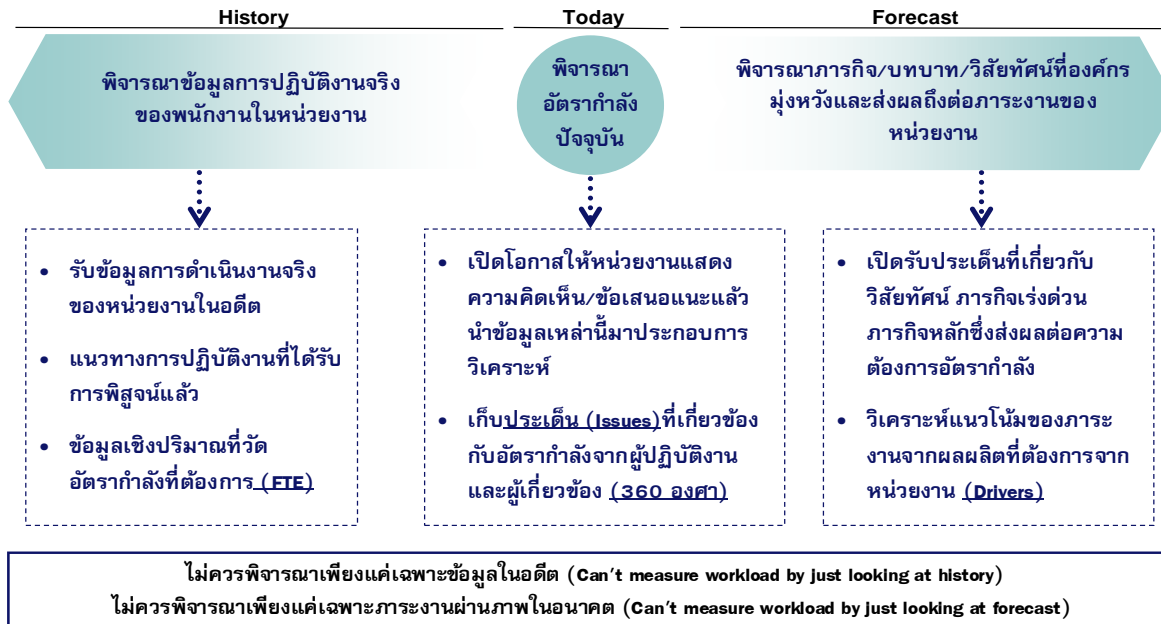 History
Today
Forecast
พิจารณาข้อมูลการปฏิบัติงานจริง
ของพนักงานในหน่วยงาน
พิจารณา
อัตรากำลัง
ปัจจุบัน
พิจารณาภารกิจ/บทบาท/วิสัยทัศน์ที่องค์กร
มุ่งหวังและส่งผลถึงต่อภาระงานของ
หน่วยงาน
• รับข้อมูลการดำเนินงานจริง
ของหน่วยงานในอดีต
• แนวทางการปฏิบัติงานที่ได้รับ
การพิสูจน์แล้ว
• ข้อมูลเชิงปริมาณที่วัด
อัตรากำลังที่ต้องการ (FTE)
• เปิดโอกาสให้หน่วยงานแสดง
ความคิดเห็น/ข้อเสนอแนะแล้ว
นำข้อมูลเหล่านี้มาประกอบการ
วิเคราะห์
• เก็บประเด็น (Issues)ที่เกี่ยวข้อง
กับอัตรากำลังจากผู้ปฏิบัติงาน
และผู้เกี่ยวข้อง (360 องศา)
• เปิดรับประเด็นที่เกี่ยวกับ
วิสัยทัศน์ ภารกิจเร่งด่วน
ภารกิจหลักซึ่งส่งผลต่อความ
ต้องการอัตรากำลัง
• วิเคราะห์แนวโน้มของภาระ
งานจากผลผลิตที่ต้องการจาก
หน่วยงาน (Drivers)
ไม่ควรพิจารณาเพียงแค่เฉพาะข้อมูลในอดีต (Can't measure workload by just looking at history)
ไม่ควรพิจารณาเพียงแค่เฉพาะภาระงานผ่านภาพในอนาคต (Can't measure workload by just looking at forecast)